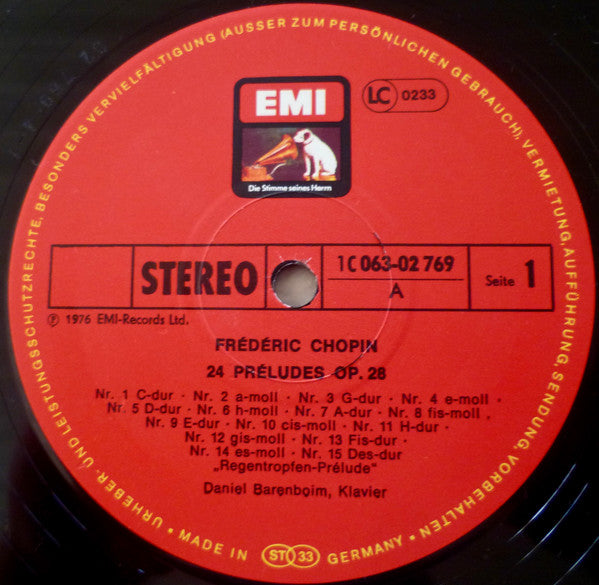 URHEBER- UND LEISTUNGSSCHUTZRECHTE, BESONDERS VERVIELFÄLTIGUNG (AUSSER ZUM PERSÖNLICHEN GEBRAUCH), VERMIETUNG, AUFFÜHRUNG, SENDUNG, VORBEHALTEN ·
EMI
LC 0233
Die Stimme seines Herrn
STEREO
1C 063-02 769
A
Seite 1
℗ 1976 EMI-Records Ltd.
FRÉDÉRIC CHOPIN
24 PRÉLUDES OP. 28
Nr. 1 C-dur · Nr. 2 a-moll · Nr. 3 G-dur · Nr. 4 e-moll ·
Nr. 5 D-dur · Nr. 6 h-moll · Nr. 7 A-dur · Nr. 8 fis-moll ·
Nr. 9 E-dur · Nr. 10 cis-moll · Nr. 11 H-dur ·
Nr. 12 gis-moll · Nr. 13 Fis-dur ·
Nr. 14 es-moll · Nr. 15 Des-dur
„Regentropfen-Prélude“
Daniel Barenboim, Klavier
· MADE IN ST 33 GERMANY ·